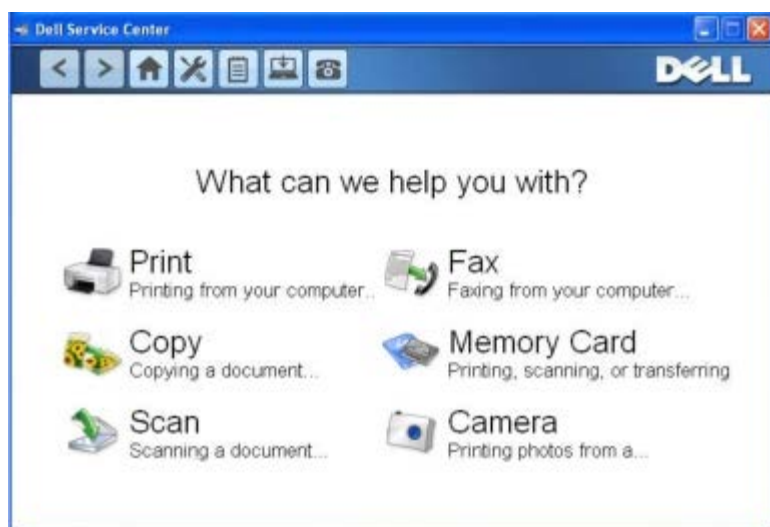 Dell Service Center
DELL
What can we help you with?
Print
Printing from your computer..
Fax
Faxing from your computer...
Copy
Copying a document...
Memory Card
Printing, scanning, or transferring
Scan
Scanning a document...
Camera
Printing photos from a...